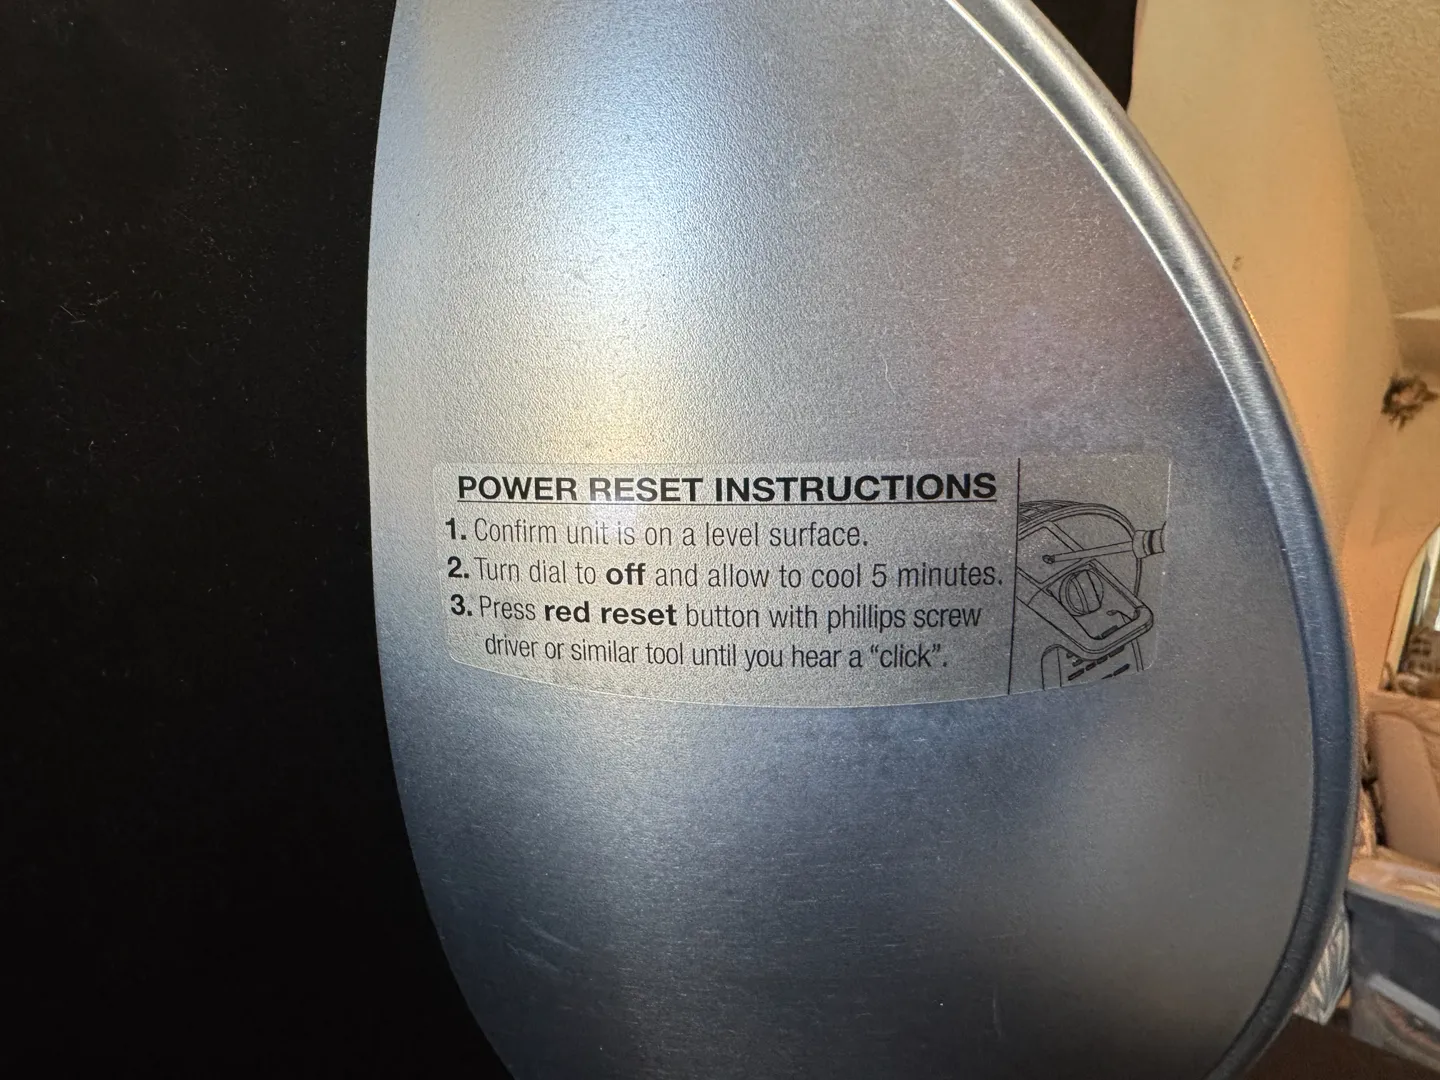 POWER RESET INSTRUCTIONS
1. Confirm unit is on a level surface.
2. Turn dial to off and allow to cool 5 minutes.
3. Press red reset button with phillips screw
driver or similar tool until you hear a “click”.